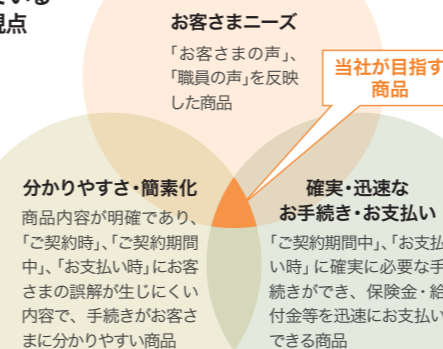 ている
視点
お客さまニーズ
「お客さまの声」、
「職員の声」を反映
した商品
当社が目指す
商品
分かりやすさ・簡素化
商品内容が明確であり、
「ご契約時」、「ご契約期間
中」、「お支払い時」にお客
さまの誤解が生じにくい
内容で、手続きがお客さ
まに分かりやすい商品
確実・迅速な
お手続き・お支払い
「ご契約期間中」、「お支払
い時」に確実に必要な手
続きができ、保険金・給
付金等を迅速にお支払い
できる商品